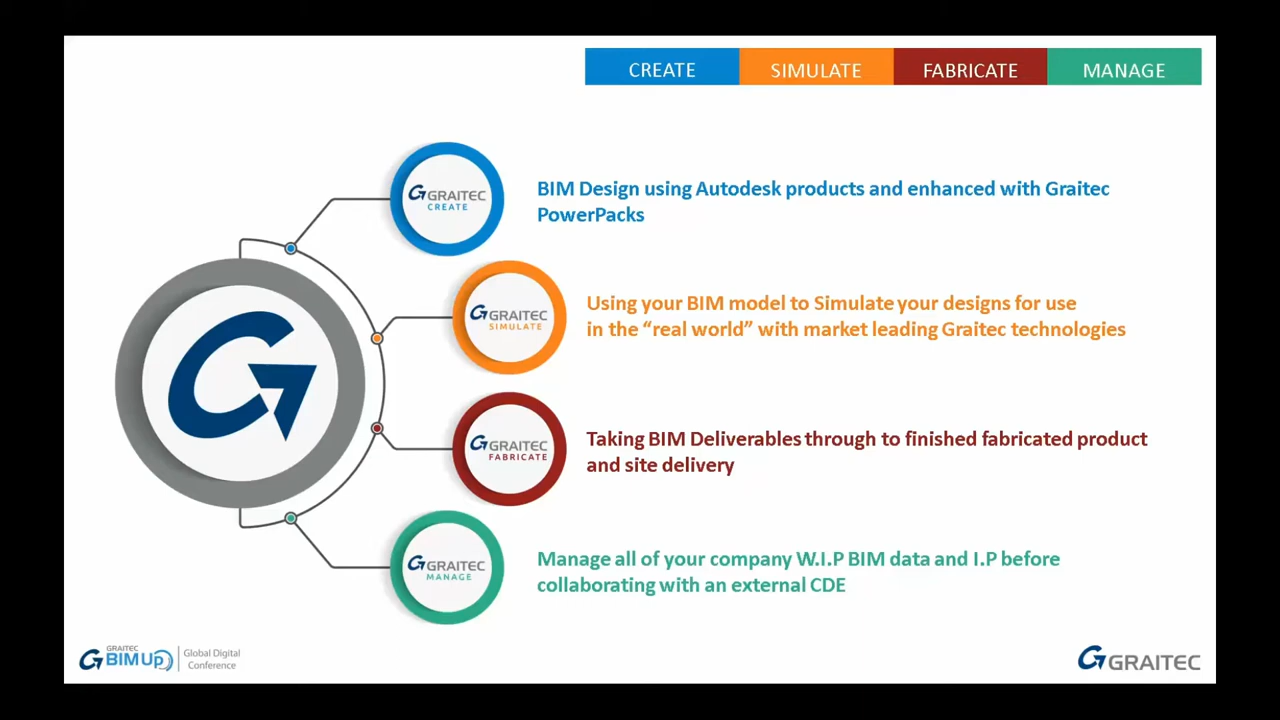 CREATE SIMULATE FABRICATE MANAGE
GRAITEC
CREATE
BIM Design using Autodesk products and enhanced with Graitec
PowerPacks
GRAITEC
SIMULATE
Using your BIM model to Simulate your designs for use
in the “real world” with market leading Graitec technologies
GRAITEC
FABRICATE
Taking BIM Deliverables through to finished fabricated product
and site delivery
GRAITEC
MANAGE
Manage all of your company W.I.P BIM data and I.P before
collaborating with an external CDE
GRAITEC
BIM UP
Global Digital
Conference
GRAITEC